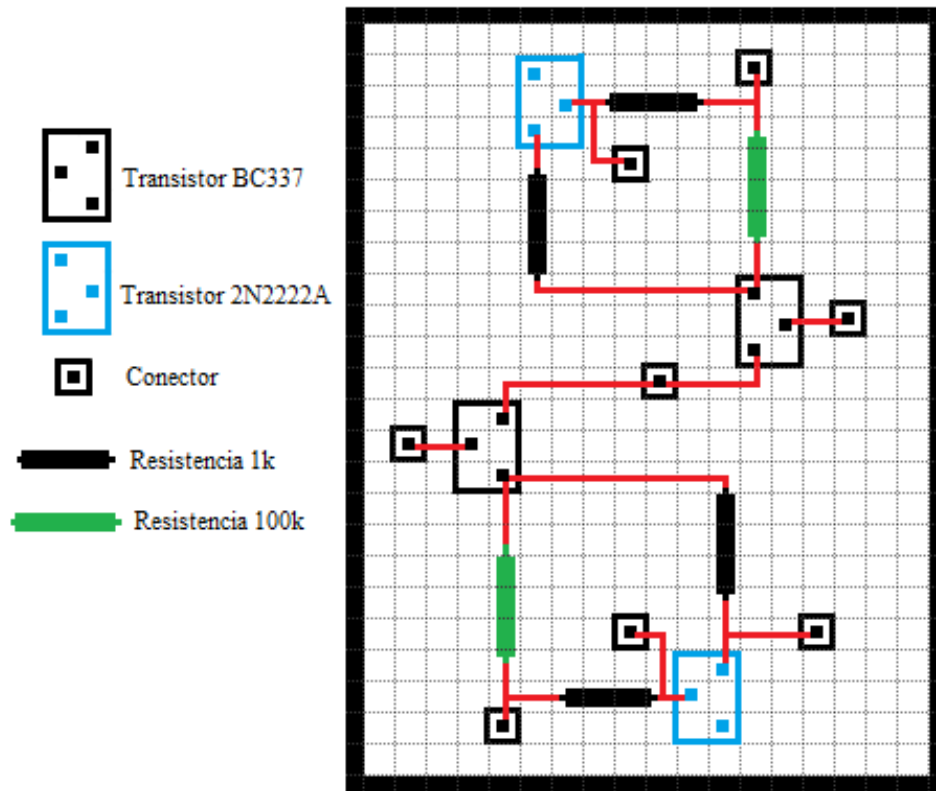 Transistor BC337
Transistor 2N2222A
Conector
Resistencia 1k
Resistencia 100k